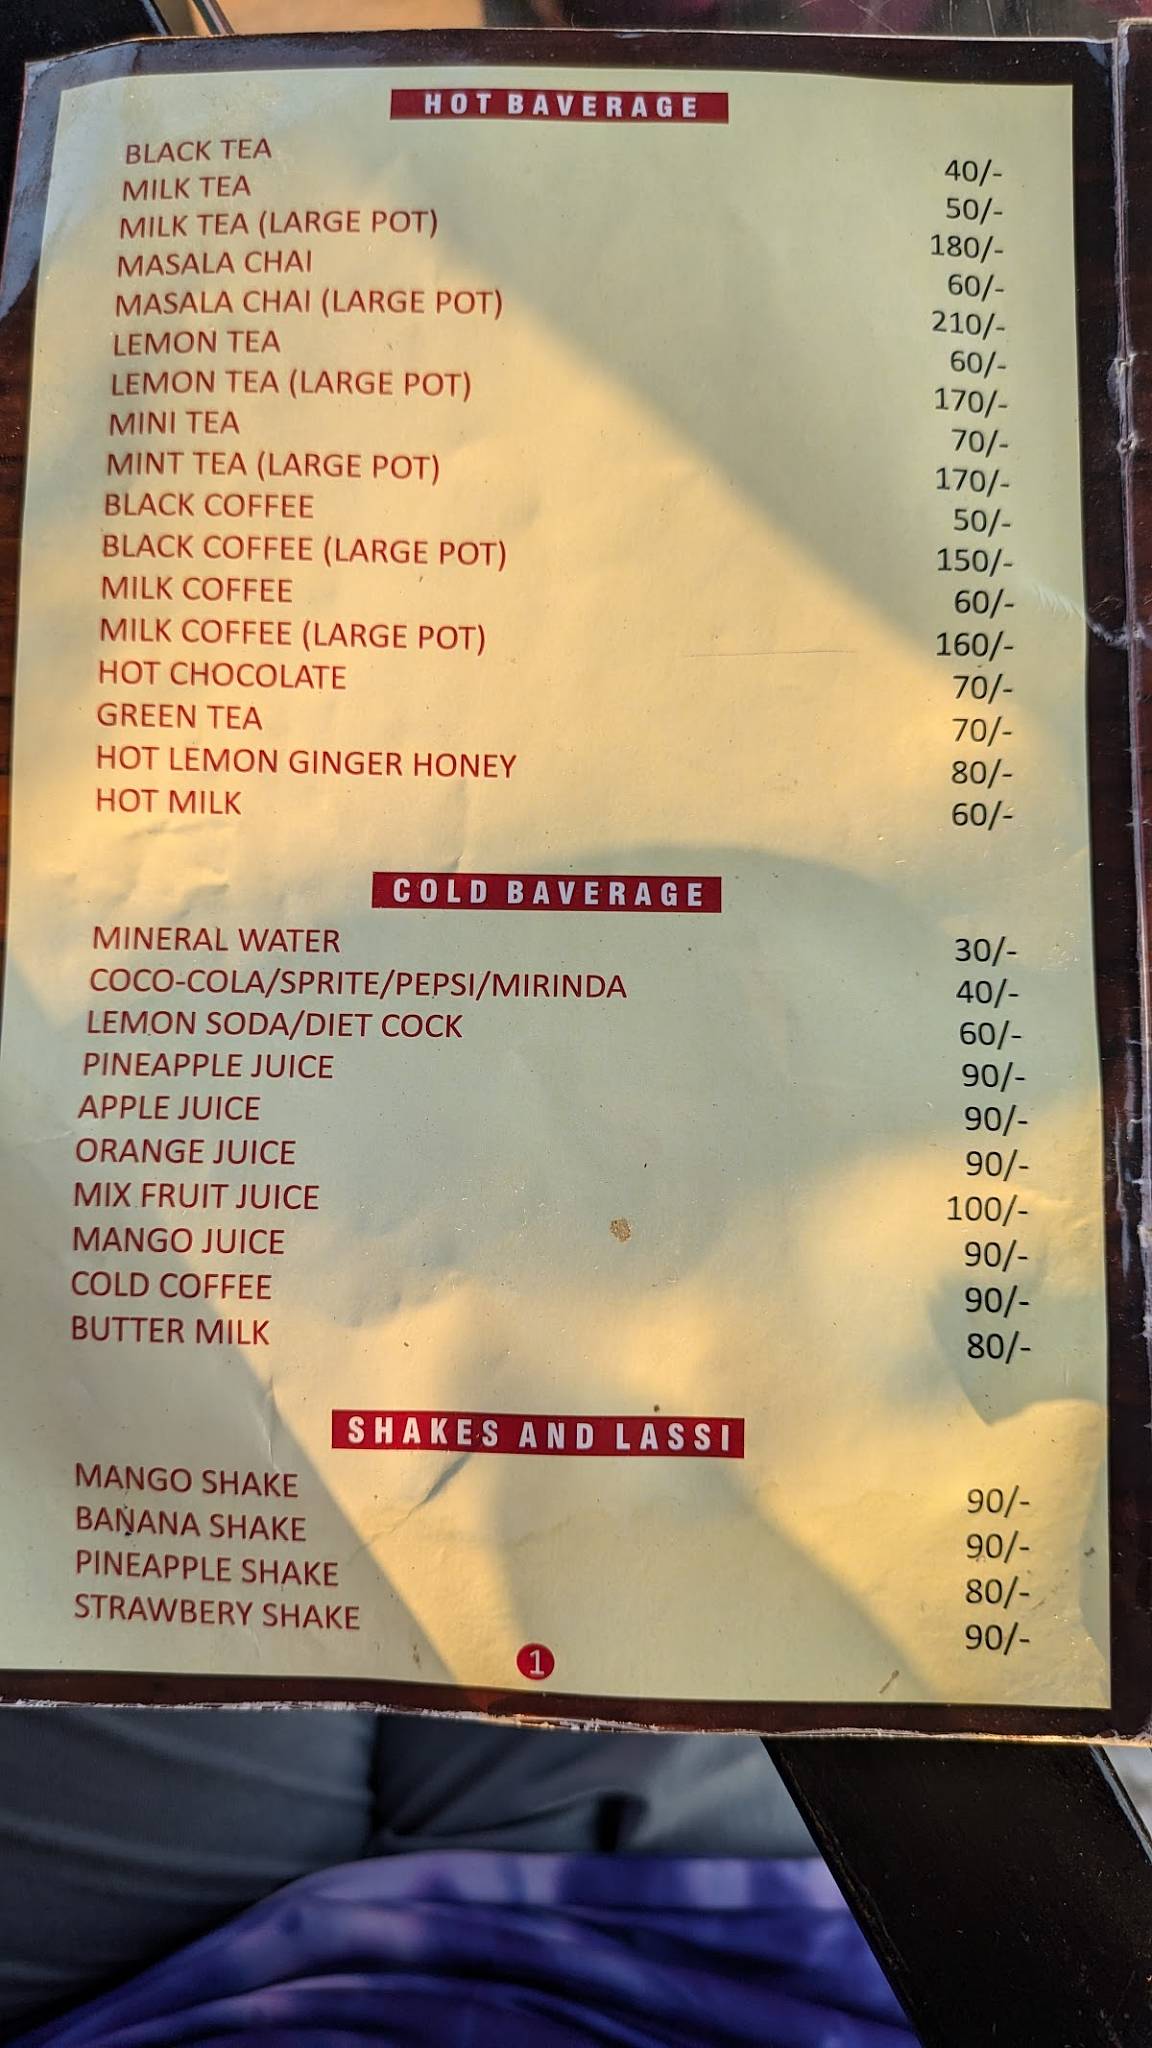 HOT BAVERAGE
BLACK TEA 40/-
MILK TEA 50/-
MILK TEA (LARGE POT) 180/-
MASALA CHAI 60/-
MASALA CHAI (LARGE POT) 210/-
LEMON TEA 60/-
LEMON TEA (LARGE POT) 170/-
MINI TEA 70/-
MINT TEA (LARGE POT) 170/-
BLACK COFFEE 50/-
BLACK COFFEE (LARGE POT) 150/-
MILK COFFEE 60/-
MILK COFFEE (LARGE POT) 160/-
HOT CHOCOLATE 70/-
GREEN TEA 70/-
HOT LEMON GINGER HONEY 80/-
HOT MILK 60/-
COLD BAVERAGE
MINERAL WATER 30/-
COCO-COLA/SPRITE/PEPSI/MIRINDA 40/-
LEMON SODA/DIET COCK 60/-
PINEAPPLE JUICE 90/-
APPLE JUICE 90/-
ORANGE JUICE 90/-
MIX FRUIT JUICE 100/-
MANGO JUICE 90/-
COLD COFFEE 90/-
BUTTER MILK 80/-
SHAKES AND LASSI
MANGO SHAKE 90/-
BANANA SHAKE 90/-
PINEAPPLE SHAKE 80/-
STRAWBERY SHAKE 90/-
1